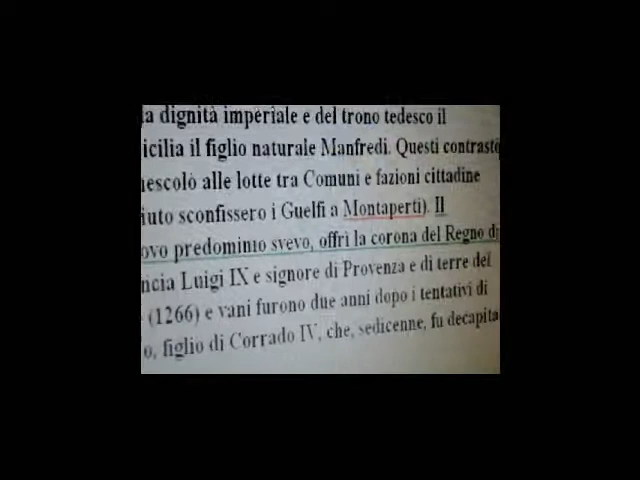 la dignità imperiale e del trono tedesco il
icilia il figlio naturale Manfredi. Questi contrastò
nescolò alle lotte tra Comuni e fazioni cittadine
iuto sconfissero i Guelfi a Montaperti). Il
ovo predominio svevo, offrì la corona del Regno di
ncia Luigi IX e signore di Provenza e di terre del
(1266) e vani furono due anni dopo i tentativi di
o, figlio di Corrado IV, che, sedicenne, fu decapita